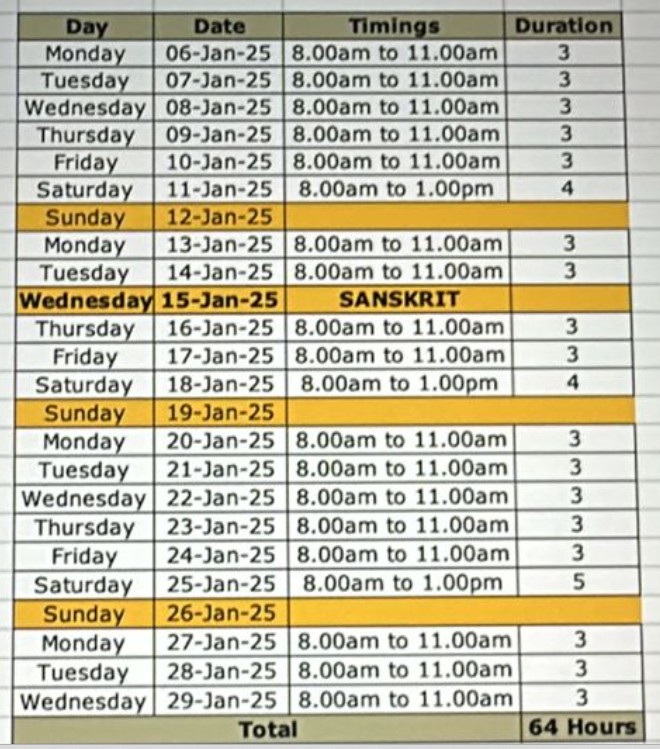 Day Date Timings Duration
Monday 06-Jan-25 8.00am to 11.00am 3
Tuesday 07-Jan-25 8.00am to 11.00am 3
Wednesday 08-Jan-25 8.00am to 11.00am 3
Thursday 09-Jan-25 8.00am to 11.00am 3
Friday 10-Jan-25 8.00am to 11.00am 3
Saturday 11-Jan-25 8.00am to 1.00pm 4
Sunday 12-Jan-25
Monday 13-Jan-25 8.00am to 11.00am 3
Tuesday 14-Jan-25 8.00am to 11.00am 3
Wednesday 15-Jan-25 SANSKRIT
Thursday 16-Jan-25 8.00am to 11.00am 3
Friday 17-Jan-25 8.00am to 11.00am 3
Saturday 18-Jan-25 8.00am to 1.00pm 4
Sunday 19-Jan-25
Monday 20-Jan-25 8.00am to 11.00am 3
Tuesday 21-Jan-25 8.00am to 11.00am 3
Wednesday 22-Jan-25 8.00am to 11.00am 3
Thursday 23-Jan-25 8.00am to 11.00am 3
Friday 24-Jan-25 8.00am to 11.00am 3
Saturday 25-Jan-25 8.00am to 1.00pm 5
Sunday 26-Jan-25
Monday 27-Jan-25 8.00am to 11.00am 3
Tuesday 28-Jan-25 8.00am to 11.00am 3
Wednesday 29-Jan-25 8.00am to 11.00am 3
Total 64 Hours